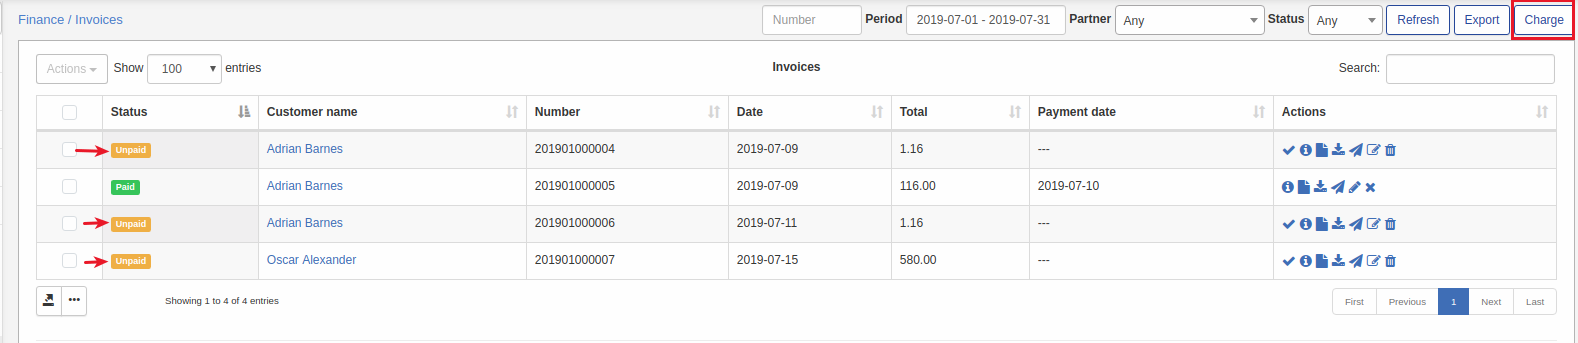 Finance / Invoices Number Period 2019-07-01 - 2019-07-31 Partner Any Status Any Refresh Export Charge
Actions Show 100 entries Invoices Search:
Status Customer name Number Date Total Payment date Actions
Unpaid Adrian Barnes 201901000004 2019-07-09 1.16 ---
Paid Adrian Barnes 201901000005 2019-07-09 116.00 2019-07-10
Unpaid Adrian Barnes 201901000006 2019-07-11 1.16 ---
Unpaid Oscar Alexander 201901000007 2019-07-15 580.00 ---
Showing 1 to 4 of 4 entries First Previous 1 Next Last